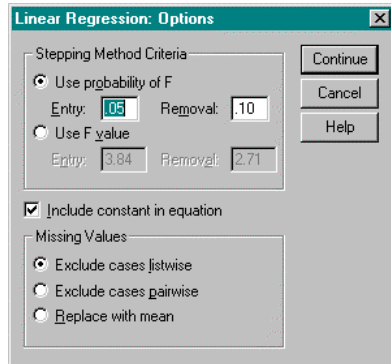 Linear Regression: Options
Stepping Method Criteria
Use probability of F
Entry: .05 Removal: .10
Use F value
Entry: 3.84 Removal: 2.71
Include constant in equation
Missing Values
Exclude cases listwise
Exclude cases pairwise
Replace with mean
Continue
Cancel
Help